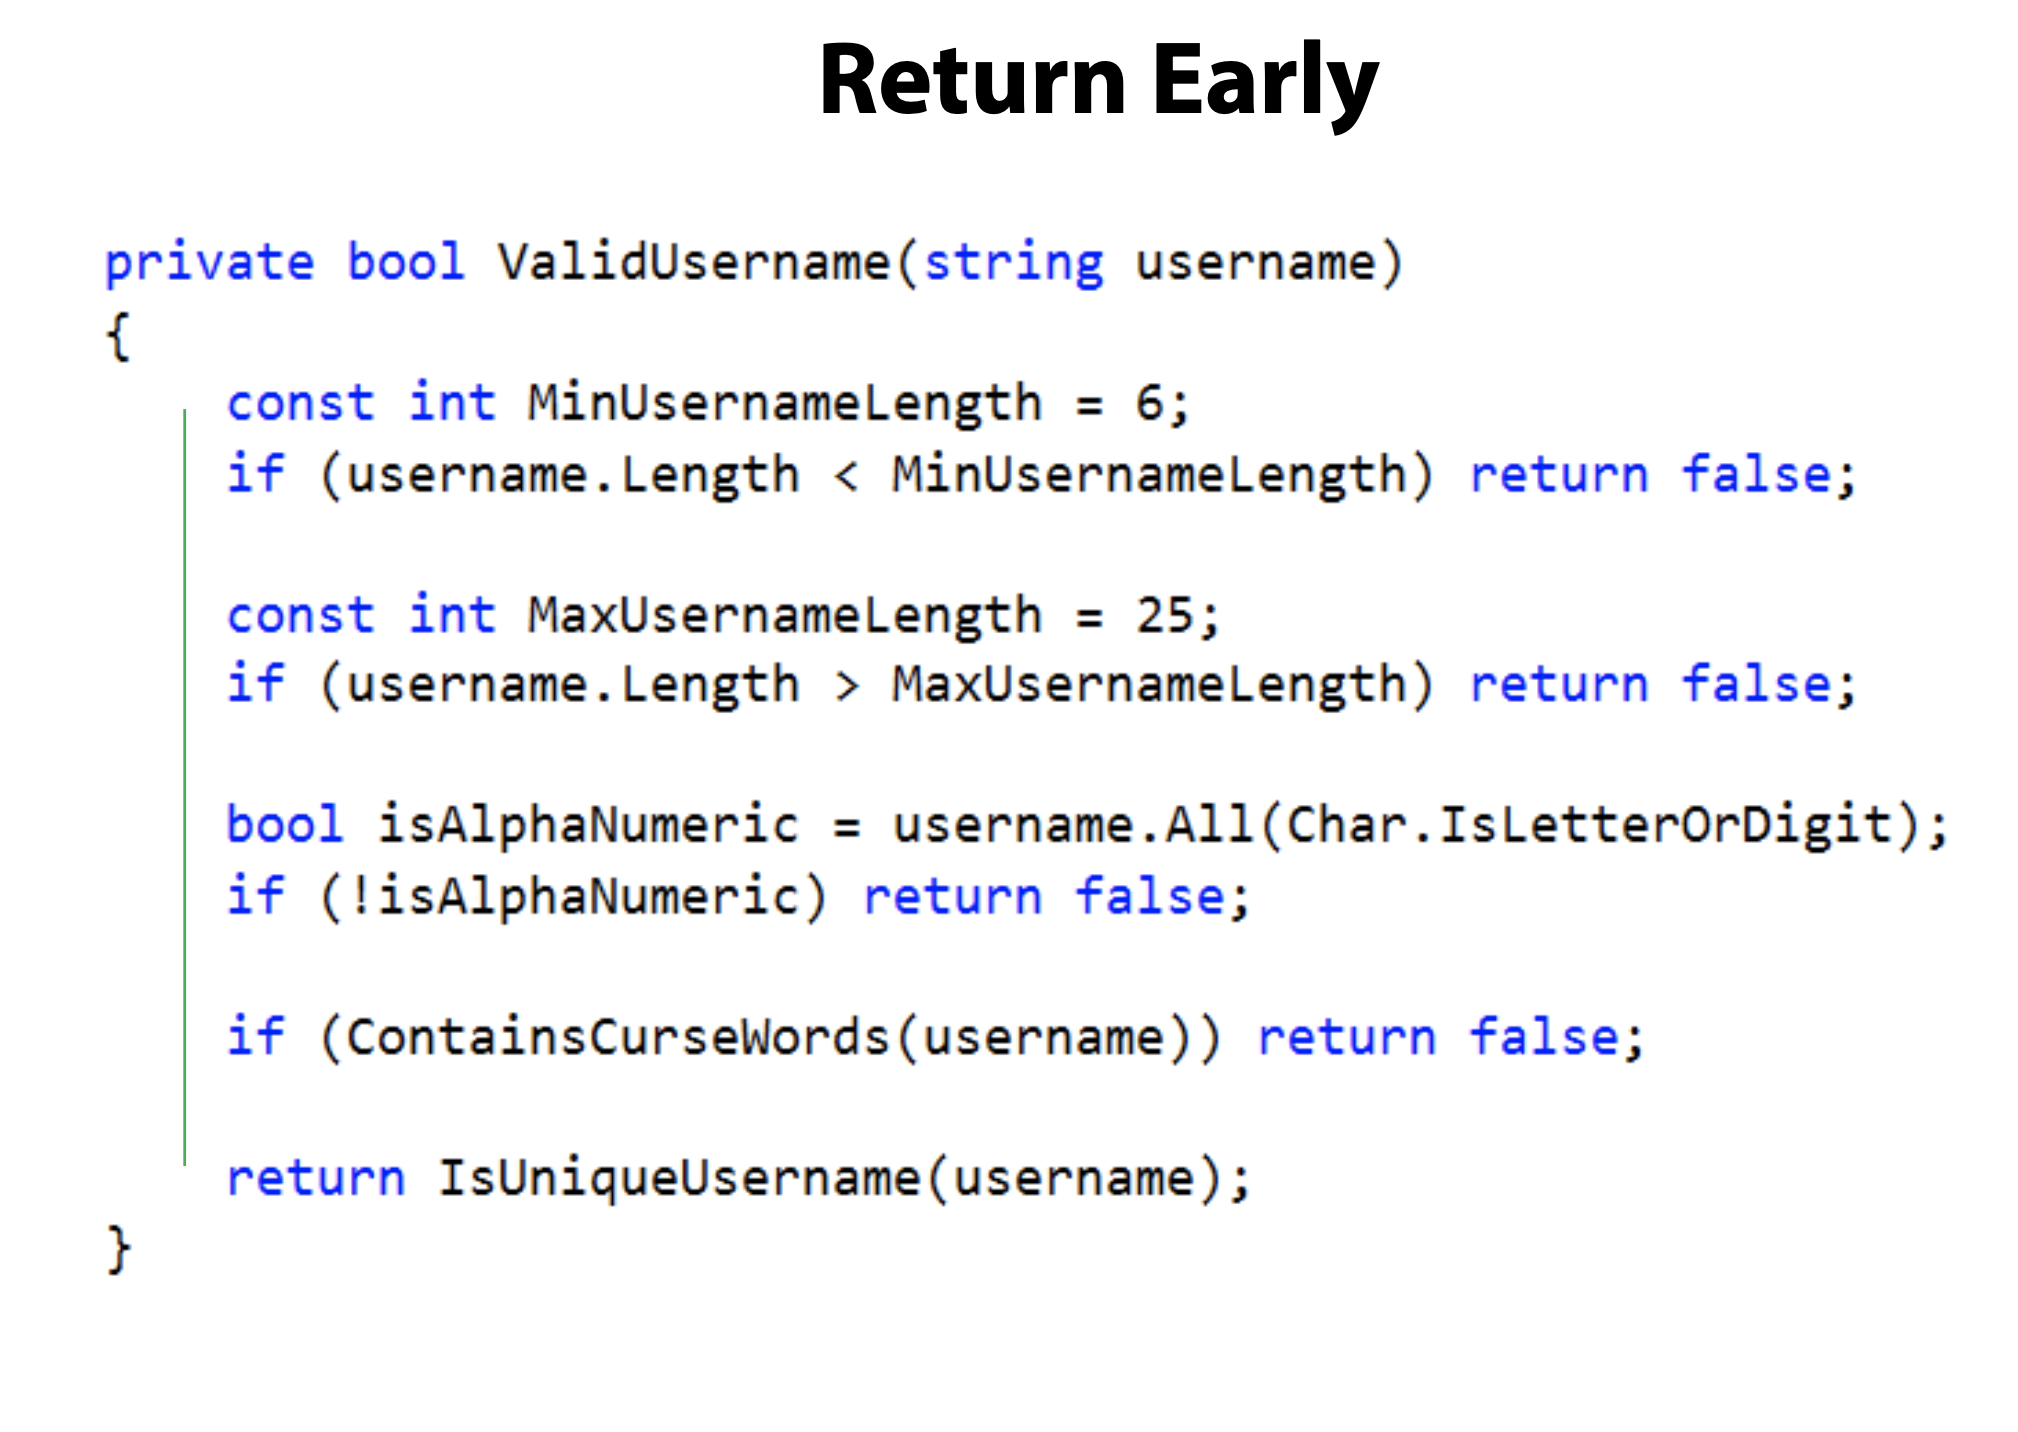 Return Early
private bool ValidUsername(string username)
{
const int MinUsernameLength = 6;
if (username.Length < MinUsernameLength) return false;
const int MaxUsernameLength = 25;
if (username.Length > MaxUsernameLength) return false;
bool isAlphaNumeric = username.All(Char.IsLetterOrDigit);
if (!isAlphaNumeric) return false;
if (ContainsCurseWords(username)) return false;
return IsUniqueUsername(username);
}